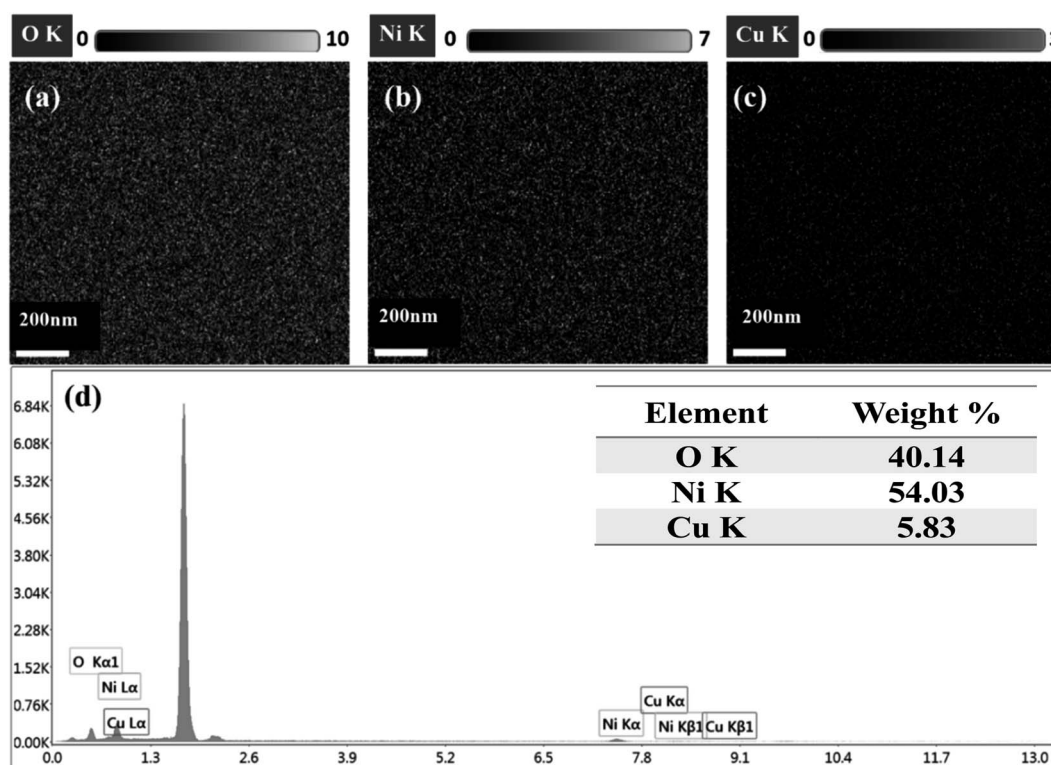 O K 0 10 Ni K 0 7 Cu K 0
(a) (b) (c)
200nm 200nm 200nm
(d)
Element Weight %
O K 40.14
Ni K 54.03
Cu K 5.83
6.84K
6.08K
5.32K
4.56K
3.80K
3.04K
2.28K
1.52K
0.76K
0.00K
O Kα1
Ni Lα
Cu Lα
Cu Kα
Ni Kα Ni Kβ1 Cu Kβ1
0.0 1.3 2.6 3.9 5.2 6.5 7.8 9.1 10.4 11.7 13.0